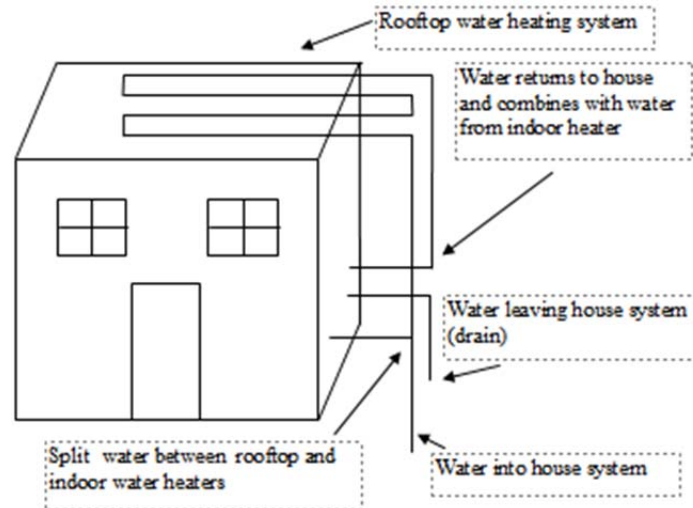 Rooftop water heating system
Water returns to house
and combines with water
from indoor heater
Water leaving house system
(drain)
Split water between rooftop and
indoor water heaters
Water into house system